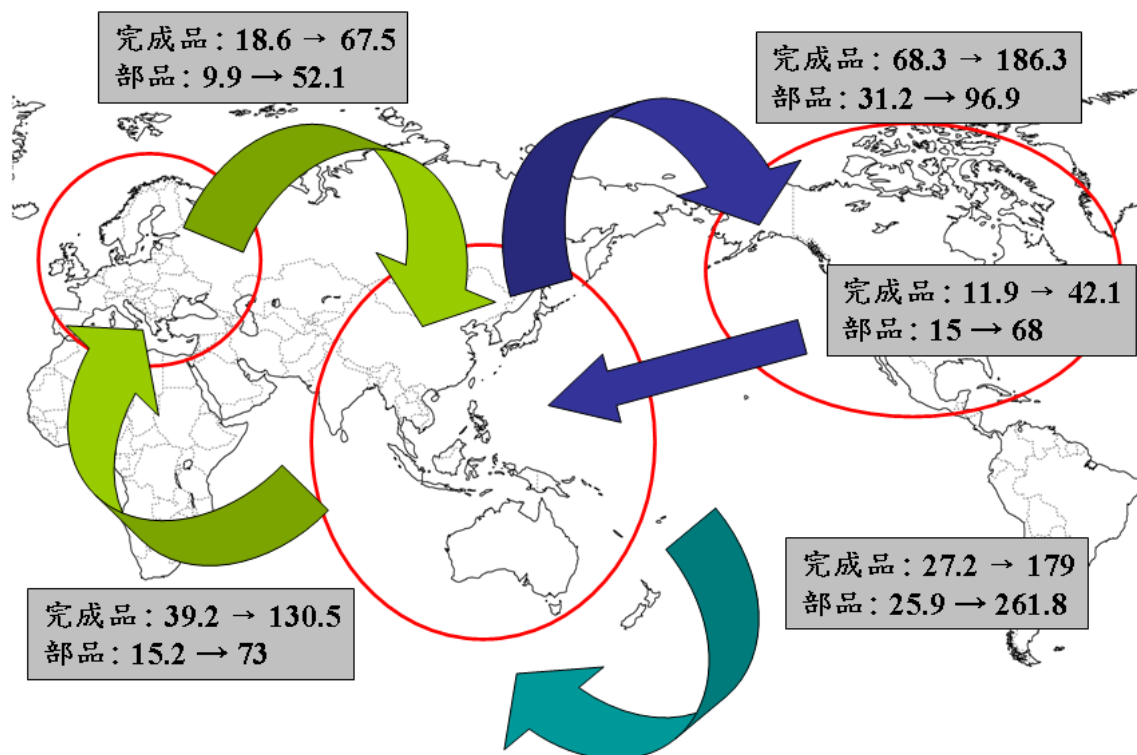 完成品: 18.6 → 67.5
部品: 9.9 → 52.1
完成品: 68.3 → 186.3
部品: 31.2 → 96.9
完成品: 11.9 → 42.1
部品: 15 → 68
完成品: 27.2 → 179
部品: 25.9 → 261.8
完成品: 39.2 → 130.5
部品: 15.2 → 73